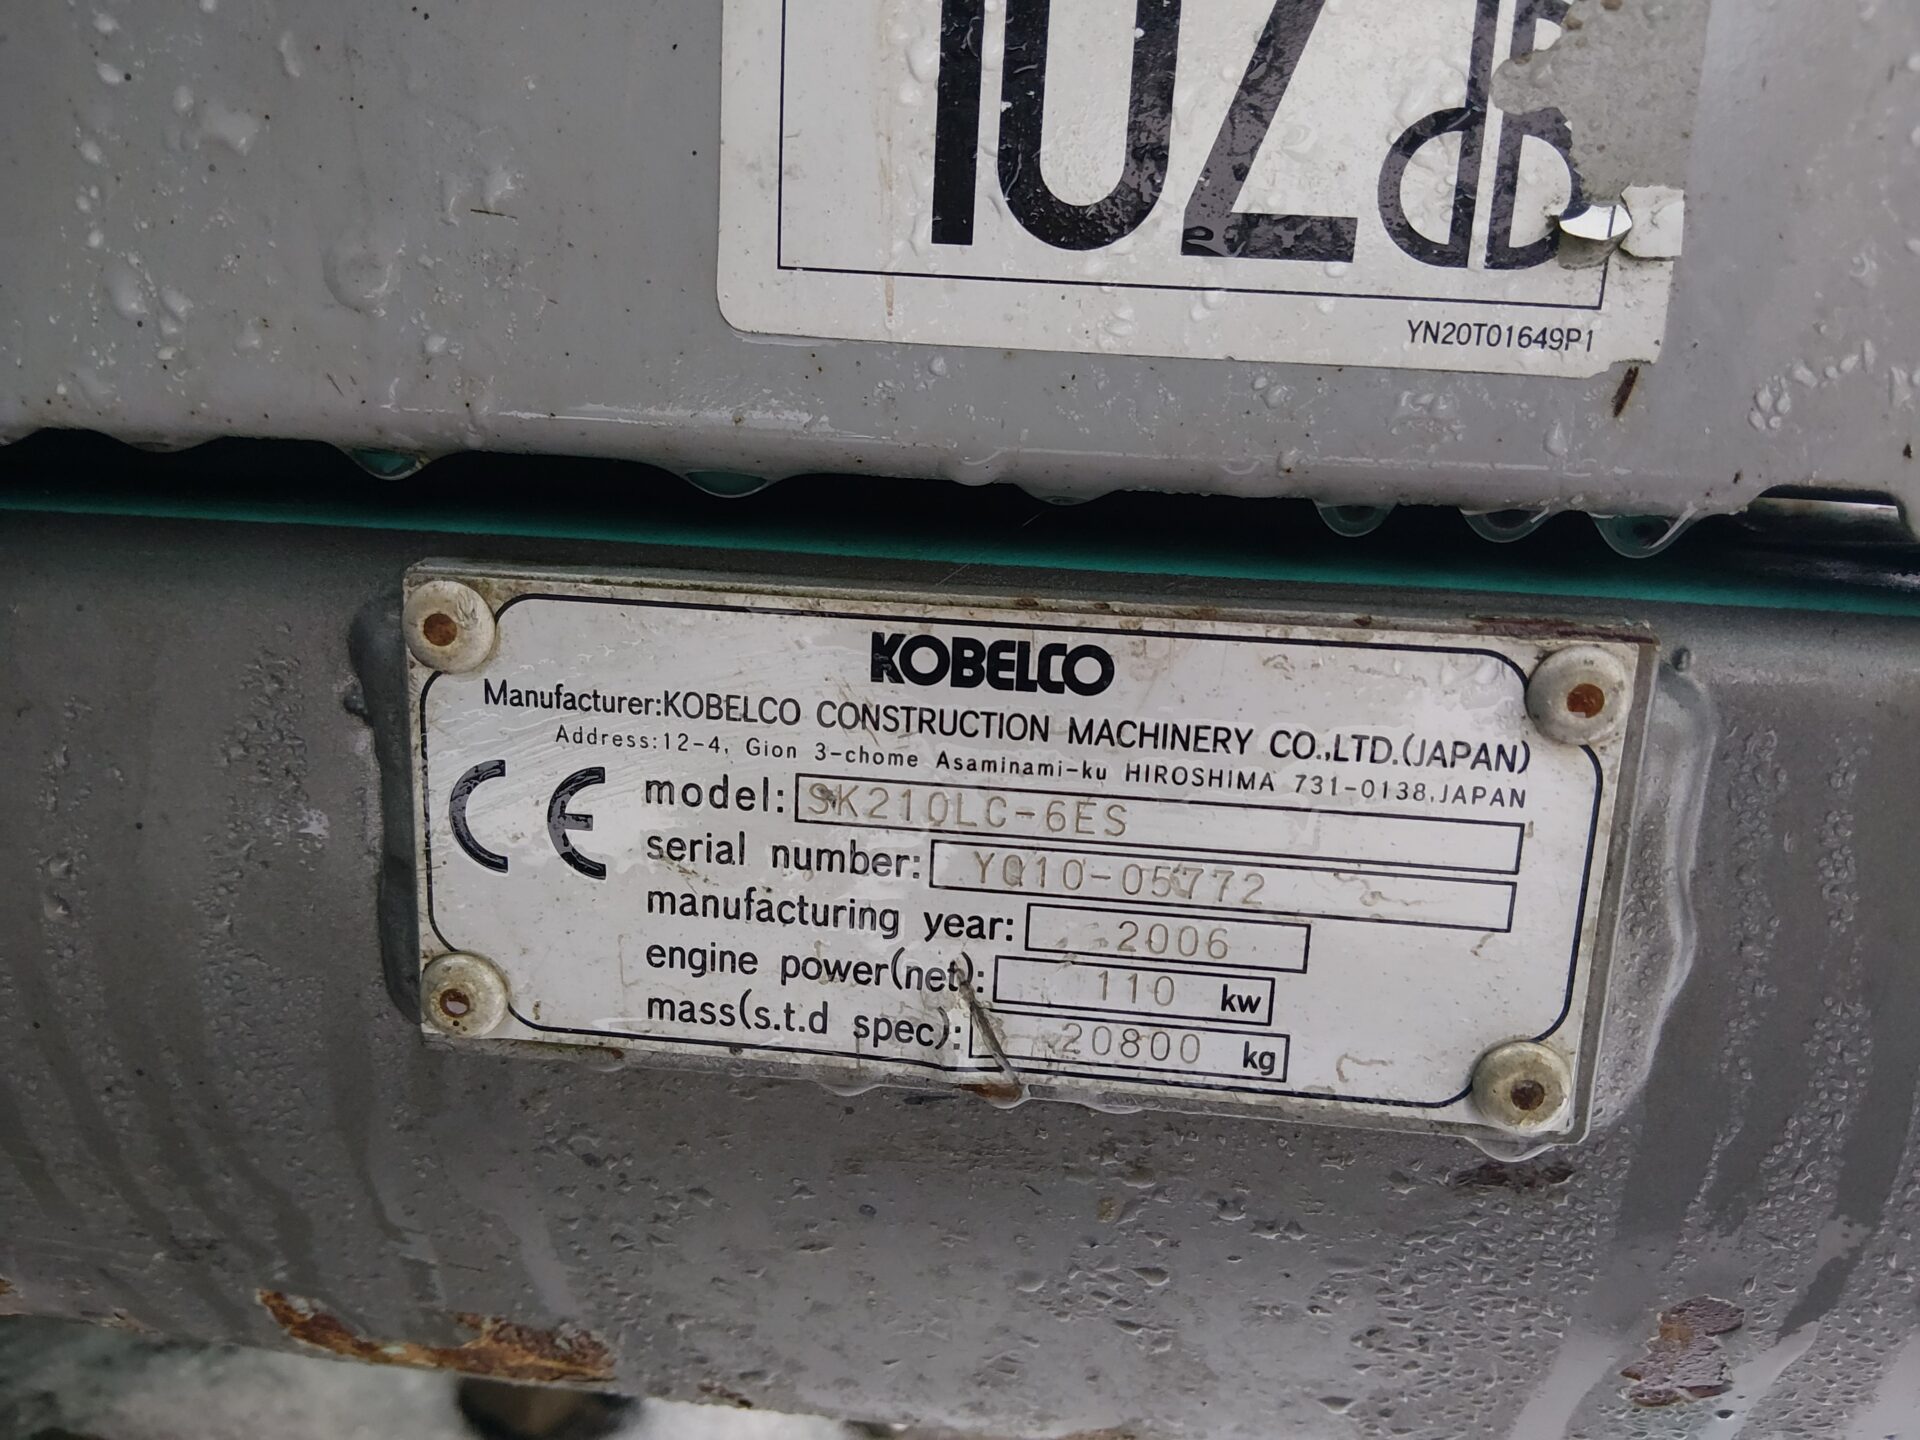 102 dB
YN20T01649P1
KOBELCO
Manufacturer:KOBELCO CONSTRUCTION MACHINERY CO.,LTD.(JAPAN)
Address:12-4, Gion 3-chome Asaminami-ku HIROSHIMA 731-0138,JAPAN
CE
model: SK210LC-6ES
serial number: YQ10-05772
manufacturing year: 2006
engine power(net): 110 kw
mass(s.t.d spec): 20800 kg